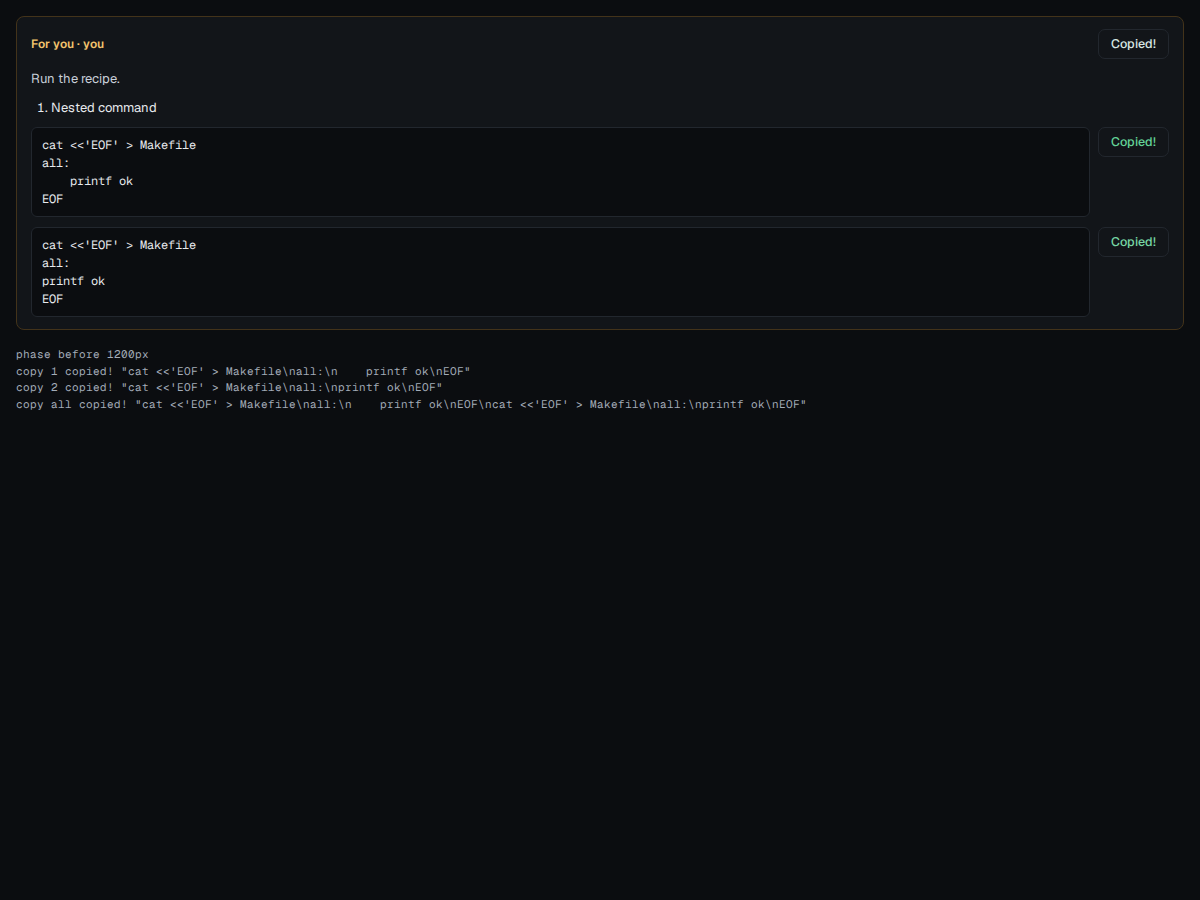 For you · you
Copied!
Run the recipe.
1. Nested command
cat <<'EOF' > Makefile
all:
    printf ok
EOF
Copied!
cat <<'EOF' > Makefile
all:
printf ok
EOF
Copied!
phase before 1200px
copy 1 copied! "cat <<'EOF' > Makefile\nall:\n    printf ok\nEOF"
copy 2 copied! "cat <<'EOF' > Makefile\nall:\nprintf ok\nEOF"
copy all copied! "cat <<'EOF' > Makefile\nall:\n    printf ok\nEOF\ncat <<'EOF' > Makefile\nall:\nprintf ok\nEOF"